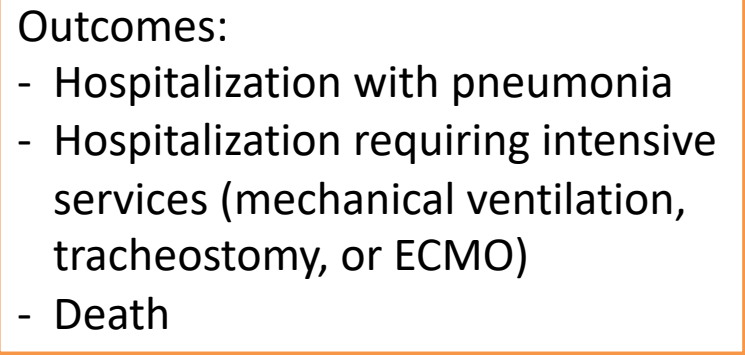 Outcomes:
- Hospitalization with pneumonia
- Hospitalization requiring intensive
services (mechanical ventilation,
tracheostomy, or ECMO)
- Death